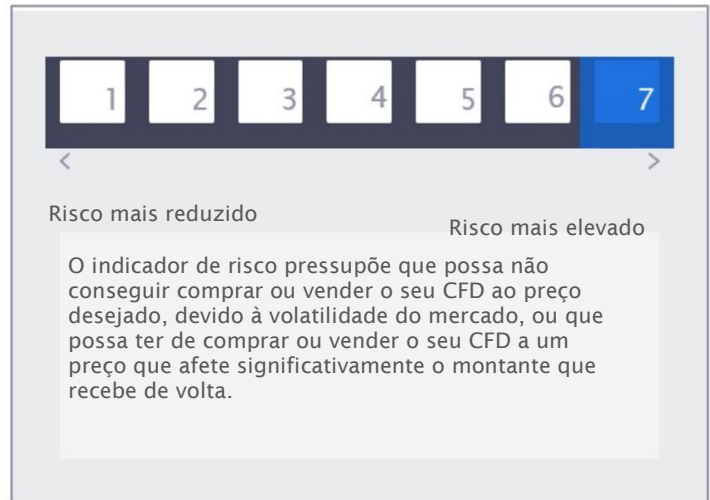 1 2 3 4 5 6 7
< >
Risco mais reduzido
Risco mais elevado
O indicador de risco pressupõe que possa não
conseguir comprar ou vender o seu CFD ao preço
desejado, devido à volatilidade do mercado, ou que
possa ter de comprar ou vender o seu CFD a um
preço que afete significativamente o montante que
recebe de volta.